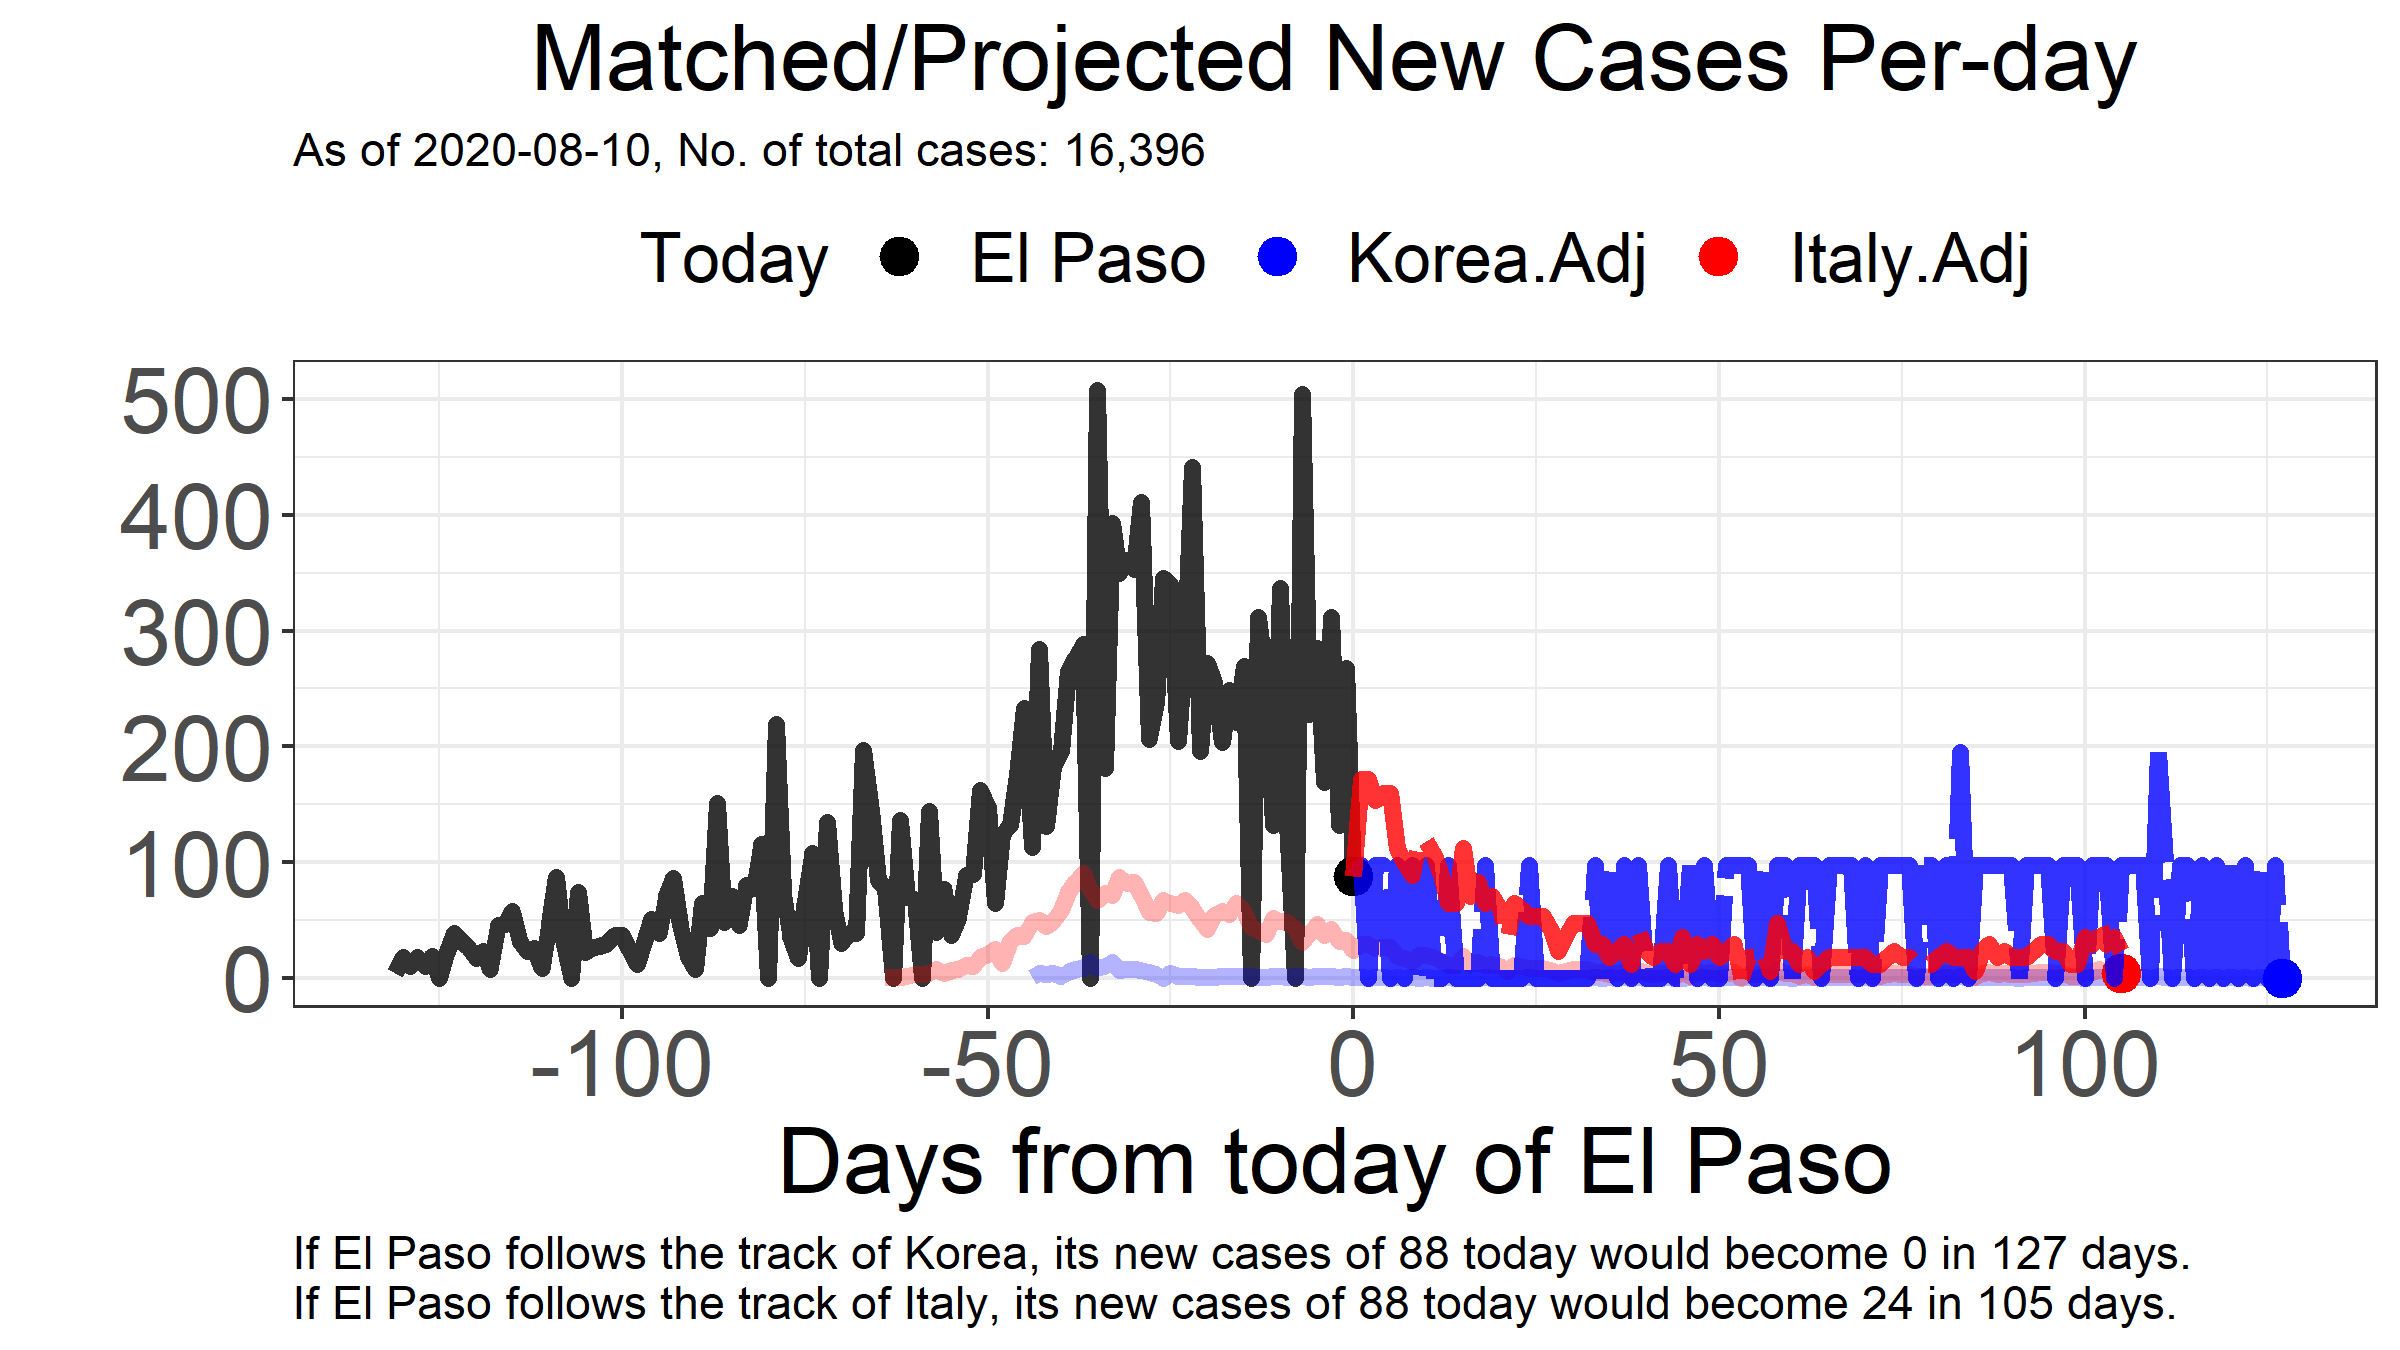 Matched/Projected New Cases Per-day
As of 2020-08-10, No. of total cases: 16,396
Today El Paso Korea.Adj Italy.Adj
500
400
300
200
100
0
-100 -50 0 50 100
Days from today of El Paso
If El Paso follows the track of Korea, its new cases of 88 today would become 0 in 127 days.
If El Paso follows the track of Italy, its new cases of 88 today would become 24 in 105 days.